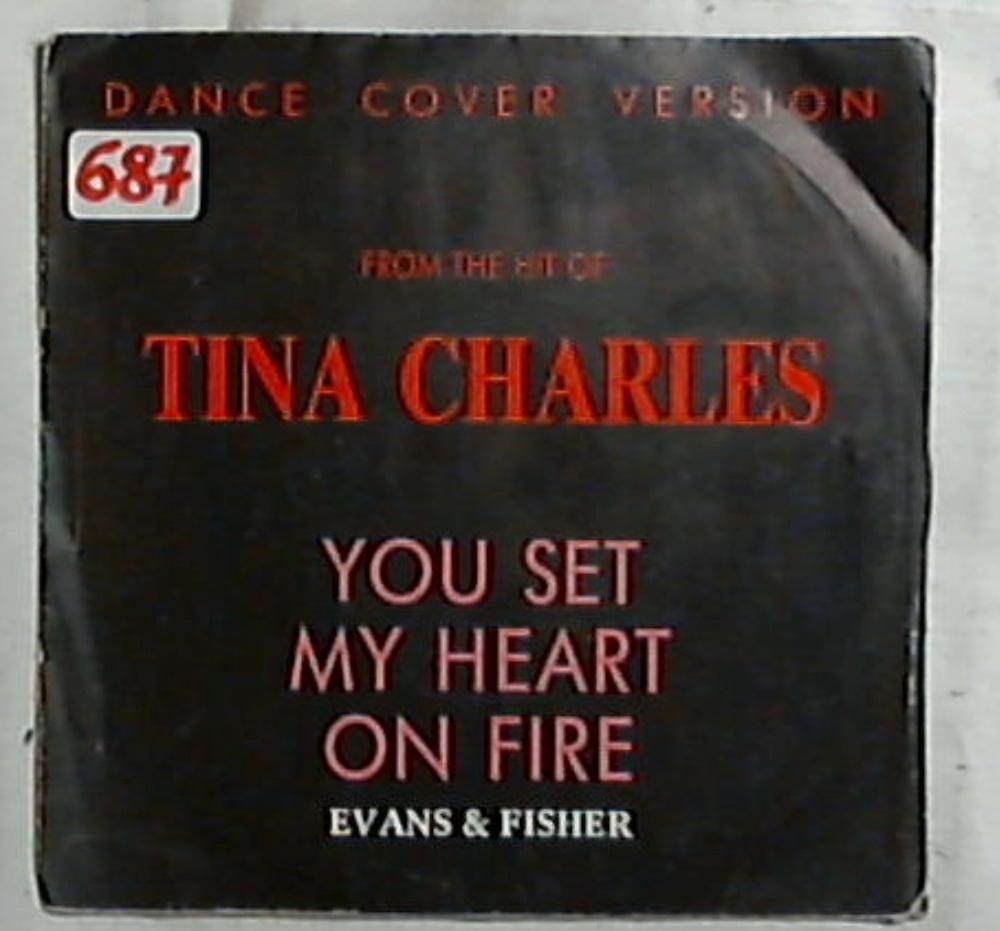 DANCE COVER VERSION
687
FROM THE HIT OF
TINA CHARLES
YOU SET
MY HEART
ON FIRE
EVANS & FISHER